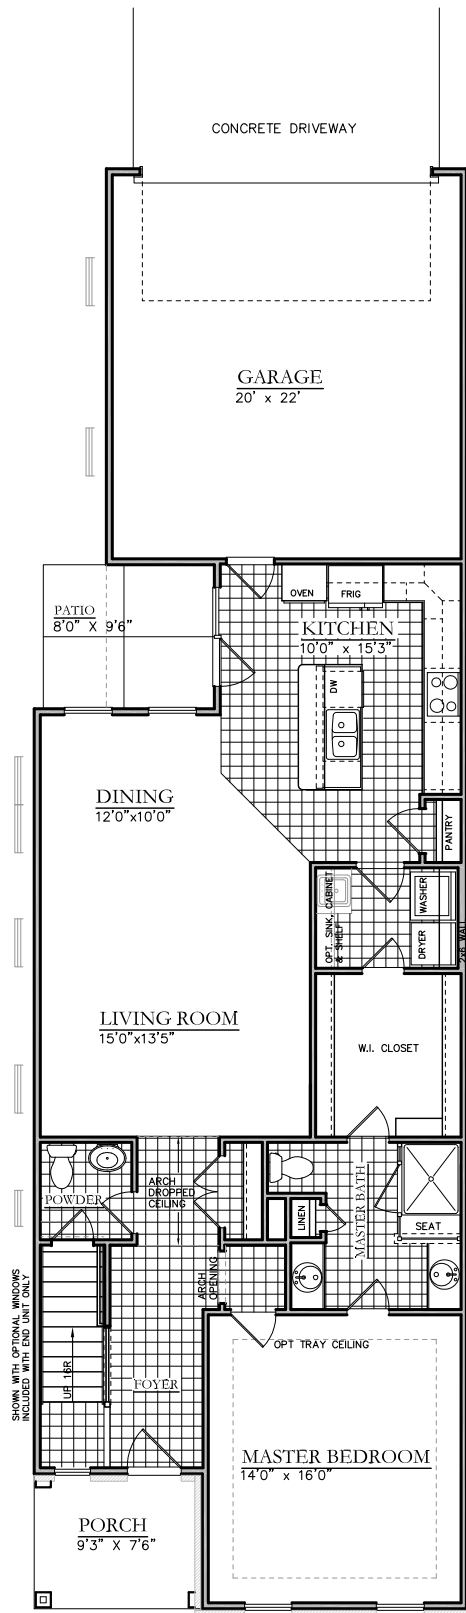 CONCRETE DRIVEWAY
GARAGE
20' x 22'
OVEN
FRIG
PATIO
8'0" X 9'6"
KITCHEN
10'0" x 15'3"
DW
DINING
12'0"x10'0"
PANTRY
OPT. SINK, CABINET
& SHELF
WASHER
DRYER
2x6 WALL
LIVING ROOM
15'0"x13'5"
W.I. CLOSET
POWDER
ARCH
DROPPED
CEILING
MASTER BATH
LINEN
SEAT
ARCH
OPENING
SHOWN WITH OPTIONAL WINDOWS
INCLUDED WITH END UNIT ONLY
UP 16R
FOYER
OPT TRAY CEILING
MASTER BEDROOM
14'0" x 16'0"
PORCH
9'3" X 7'6"